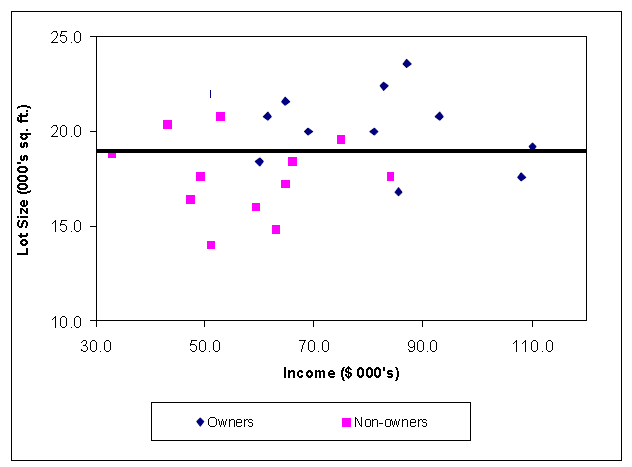 25.0
20.0
15.0
10.0
Lot Size (000's sq. ft.)
30.0 50.0 70.0 90.0 110.0
Income ($ 000's)
Owners Non-owners